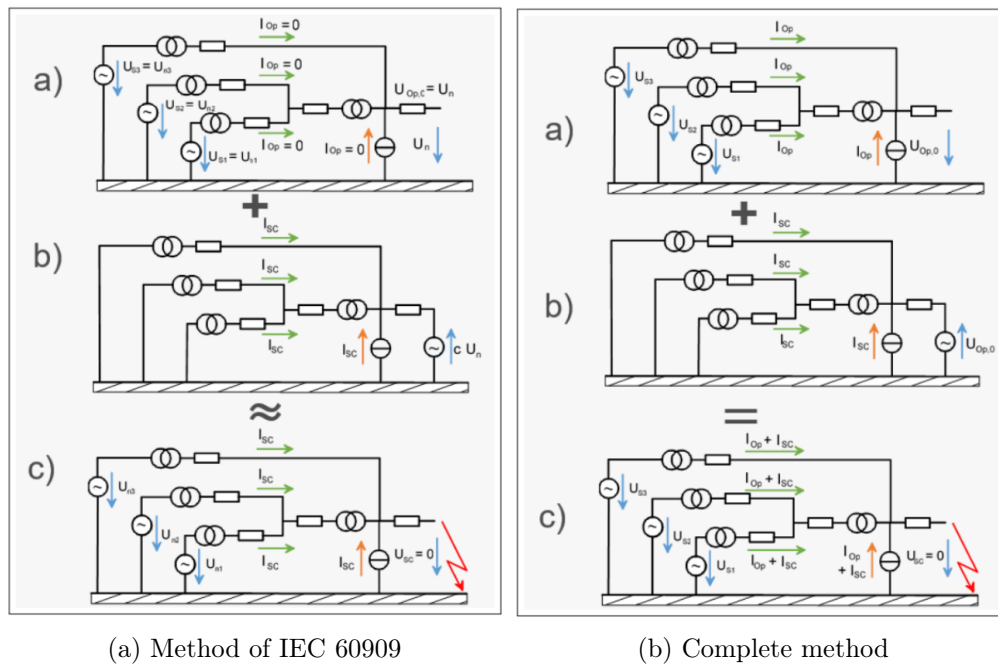 I_Op = 0
U_S3 = U_n3
I_Op = 0
a)
U_Op,0 = U_n
U_S2 = U_n2
U_n
U_S1 = U_n1
I_Op = 0
I_Op = 0
+
I_SC
b)
I_SC
I_SC
I_SC
c U_n
≈
I_SC
c)
U_n3
I_SC
U_n2
U_n1
I_SC
I_SC
U_SC = 0
(a) Method of IEC 60909
I_Op
U_S3
I_Op
a)
U_S2
U_S1
I_Op
I_Op
U_Op,0
+
I_SC
b)
I_SC
I_SC
I_SC
U_Op,0
=
I_Op + I_SC
U_S3
I_Op + I_SC
c)
U_S2
U_S1
I_Op + I_SC
I_Op
+ I_SC
U_SC = 0
(b) Complete method